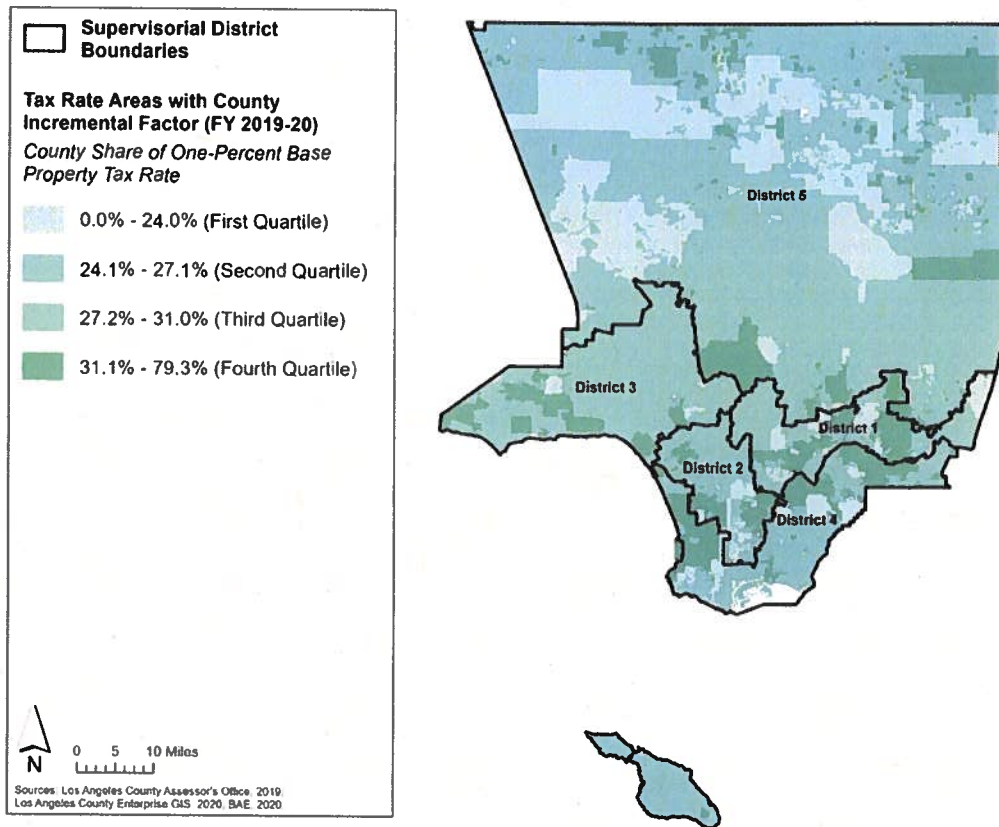 Supervisorial District
Boundaries
Tax Rate Areas with County
Incremental Factor (FY 2019-20)
County Share of One-Percent Base
Property Tax Rate
0.0% - 24.0% (First Quartile)
24.1% - 27.1% (Second Quartile)
27.2% - 31.0% (Third Quartile)
31.1% - 79.3% (Fourth Quartile)
N
0 5 10 Miles
Sources: Los Angeles County Assessor's Office, 2019;
Los Angeles County Enterprise GIS, 2020; BAE, 2020.
District 5
District 3
District 1
District 2
District 4